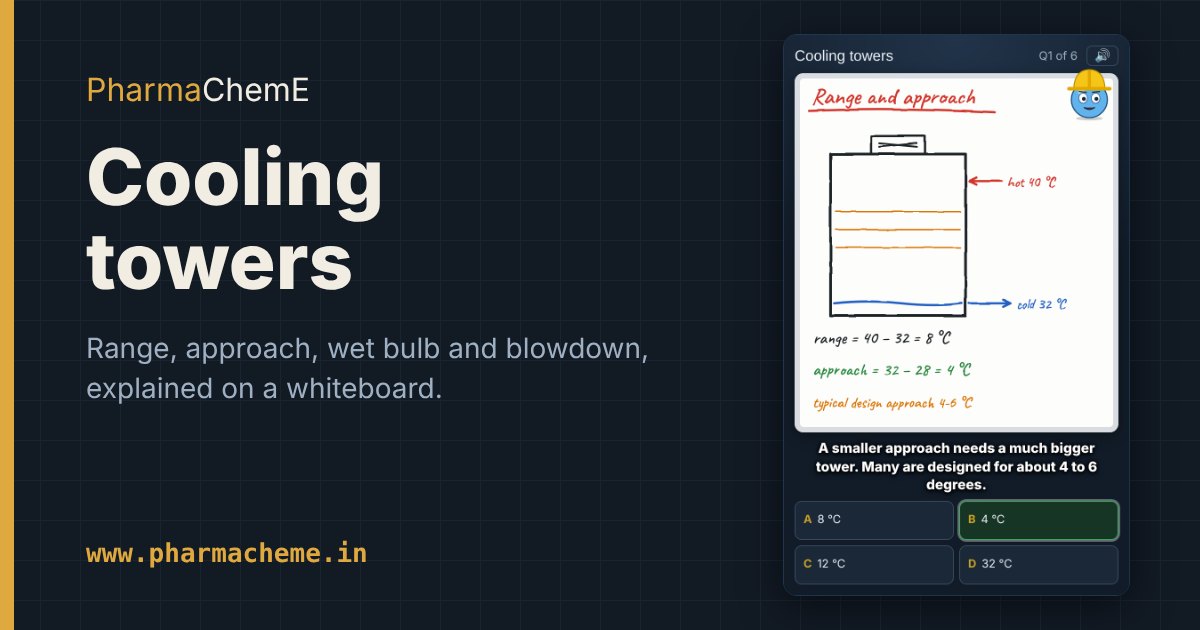 PharmaChemE
Cooling
towers
Range, approach, wet bulb and blowdown,
explained on a whiteboard.
www.pharmacheme.in
Cooling towers
Q1 of 6
Range and approach
hot 40 °C
cold 32 °C
range = 40 – 32 = 8 °C
approach = 32 – 28 = 4 °C
typical design approach 4-6 °C
A smaller approach needs a much bigger
tower. Many are designed for about 4 to 6
degrees.
A 8 °C
B 4 °C
C 12 °C
D 32 °C